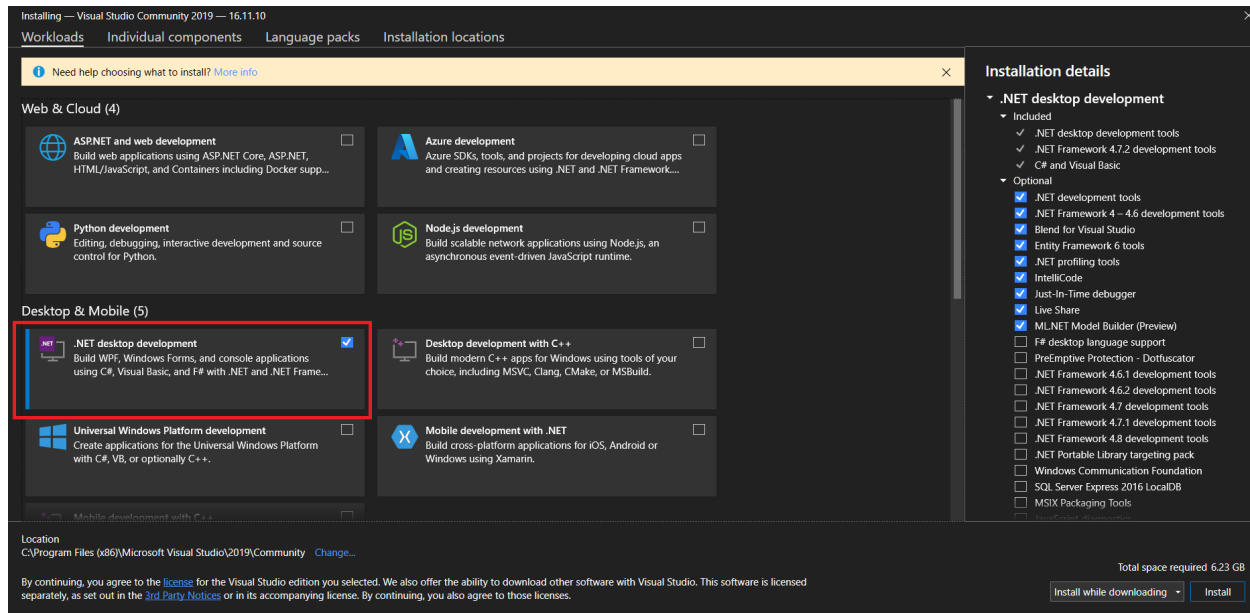 Installing — Visual Studio Community 2019 — 16.11.10
Workloads Individual components Language packs Installation locations
Need help choosing what to install? More info
Web & Cloud (4)
ASP.NET and web development
Build web applications using ASP.NET Core, ASP.NET,
HTML/JavaScript, and Containers including Docker supp...
Azure development
Azure SDKs, tools, and projects for developing cloud apps
and creating resources using .NET and .NET Framework....
Python development
Editing, debugging, interactive development and source
control for Python.
Node.js development
Build scalable network applications using Node.js, an
asynchronous event-driven JavaScript runtime.
Desktop & Mobile (5)
.NET
.NET desktop development
Build WPF, Windows Forms, and console applications
using C#, Visual Basic, and F# with .NET and .NET Frame...
Desktop development with C++
Build modern C++ apps for Windows using tools of your
choice, including MSVC, Clang, CMake, or MSBuild.
Universal Windows Platform development
Create applications for the Universal Windows Platform
with C#, VB, or optionally C++.
Mobile development with .NET
Build cross-platform applications for iOS, Android or
Windows using Xamarin.
Mobile development with C++
Installation details
.NET desktop development
Included
.NET desktop development tools
.NET Framework 4.7.2 development tools
C# and Visual Basic
Optional
.NET development tools
.NET Framework 4 – 4.6 development tools
Blend for Visual Studio
Entity Framework 6 tools
.NET profiling tools
IntelliCode
Just-In-Time debugger
Live Share
ML.NET Model Builder (Preview)
F# desktop language support
PreEmptive Protection - Dotfuscator
.NET Framework 4.6.1 development tools
.NET Framework 4.6.2 development tools
.NET Framework 4.7 development tools
.NET Framework 4.7.1 development tools
.NET Framework 4.8 development tools
.NET Portable Library targeting pack
Windows Communication Foundation
SQL Server Express 2016 LocalDB
MSIX Packaging Tools
JavaScript diagnostics
Location
C:\Program Files (x86)\Microsoft Visual Studio\2019\Community Change...
By continuing, you agree to the license for the Visual Studio edition you selected. We also offer the ability to download other software with Visual Studio. This software is licensed
separately, as set out in the 3rd Party Notices or in its accompanying license. By continuing, you also agree to those licenses.
Total space required 6.23 GB
Install while downloading Install